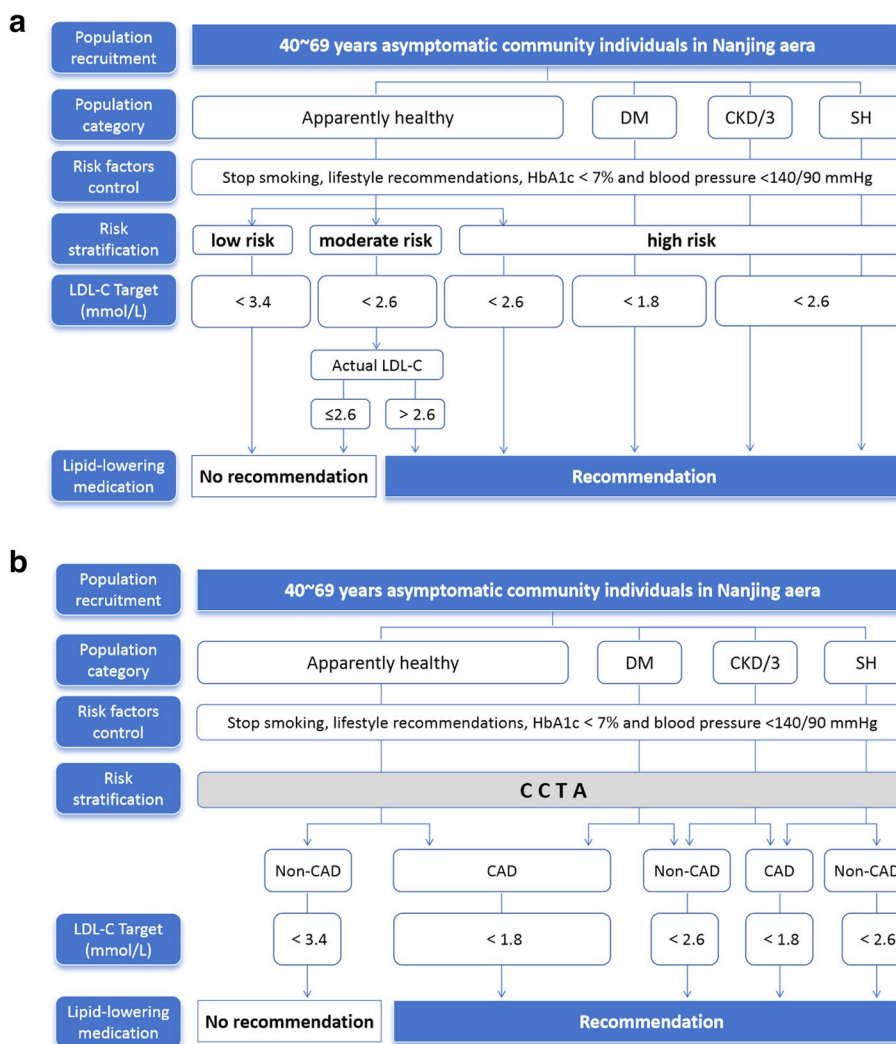 a
Population
recruitment
40~69 years asymptomatic community individuals in Nanjing aera
Population
category
Apparently healthy
DM
CKD/3
SH
Risk factors
control
Stop smoking, lifestyle recommendations, HbA1c < 7% and blood pressure <140/90 mmHg
Risk
stratification
low risk
moderate risk
high risk
LDL-C Target
(mmol/L)
< 3.4
< 2.6
< 2.6
< 1.8
< 2.6
Actual LDL-C
≤2.6
> 2.6
Lipid-lowering
medication
No recommendation
Recommendation
b
Population
recruitment
40~69 years asymptomatic community individuals in Nanjing aera
Population
category
Apparently healthy
DM
CKD/3
SH
Risk factors
control
Stop smoking, lifestyle recommendations, HbA1c < 7% and blood pressure <140/90 mmHg
Risk
stratification
C C T A
Non-CAD
CAD
Non-CAD
CAD
Non-CAD
LDL-C Target
(mmol/L)
< 3.4
< 1.8
< 2.6
< 1.8
< 2.6
Lipid-lowering
medication
No recommendation
Recommendation